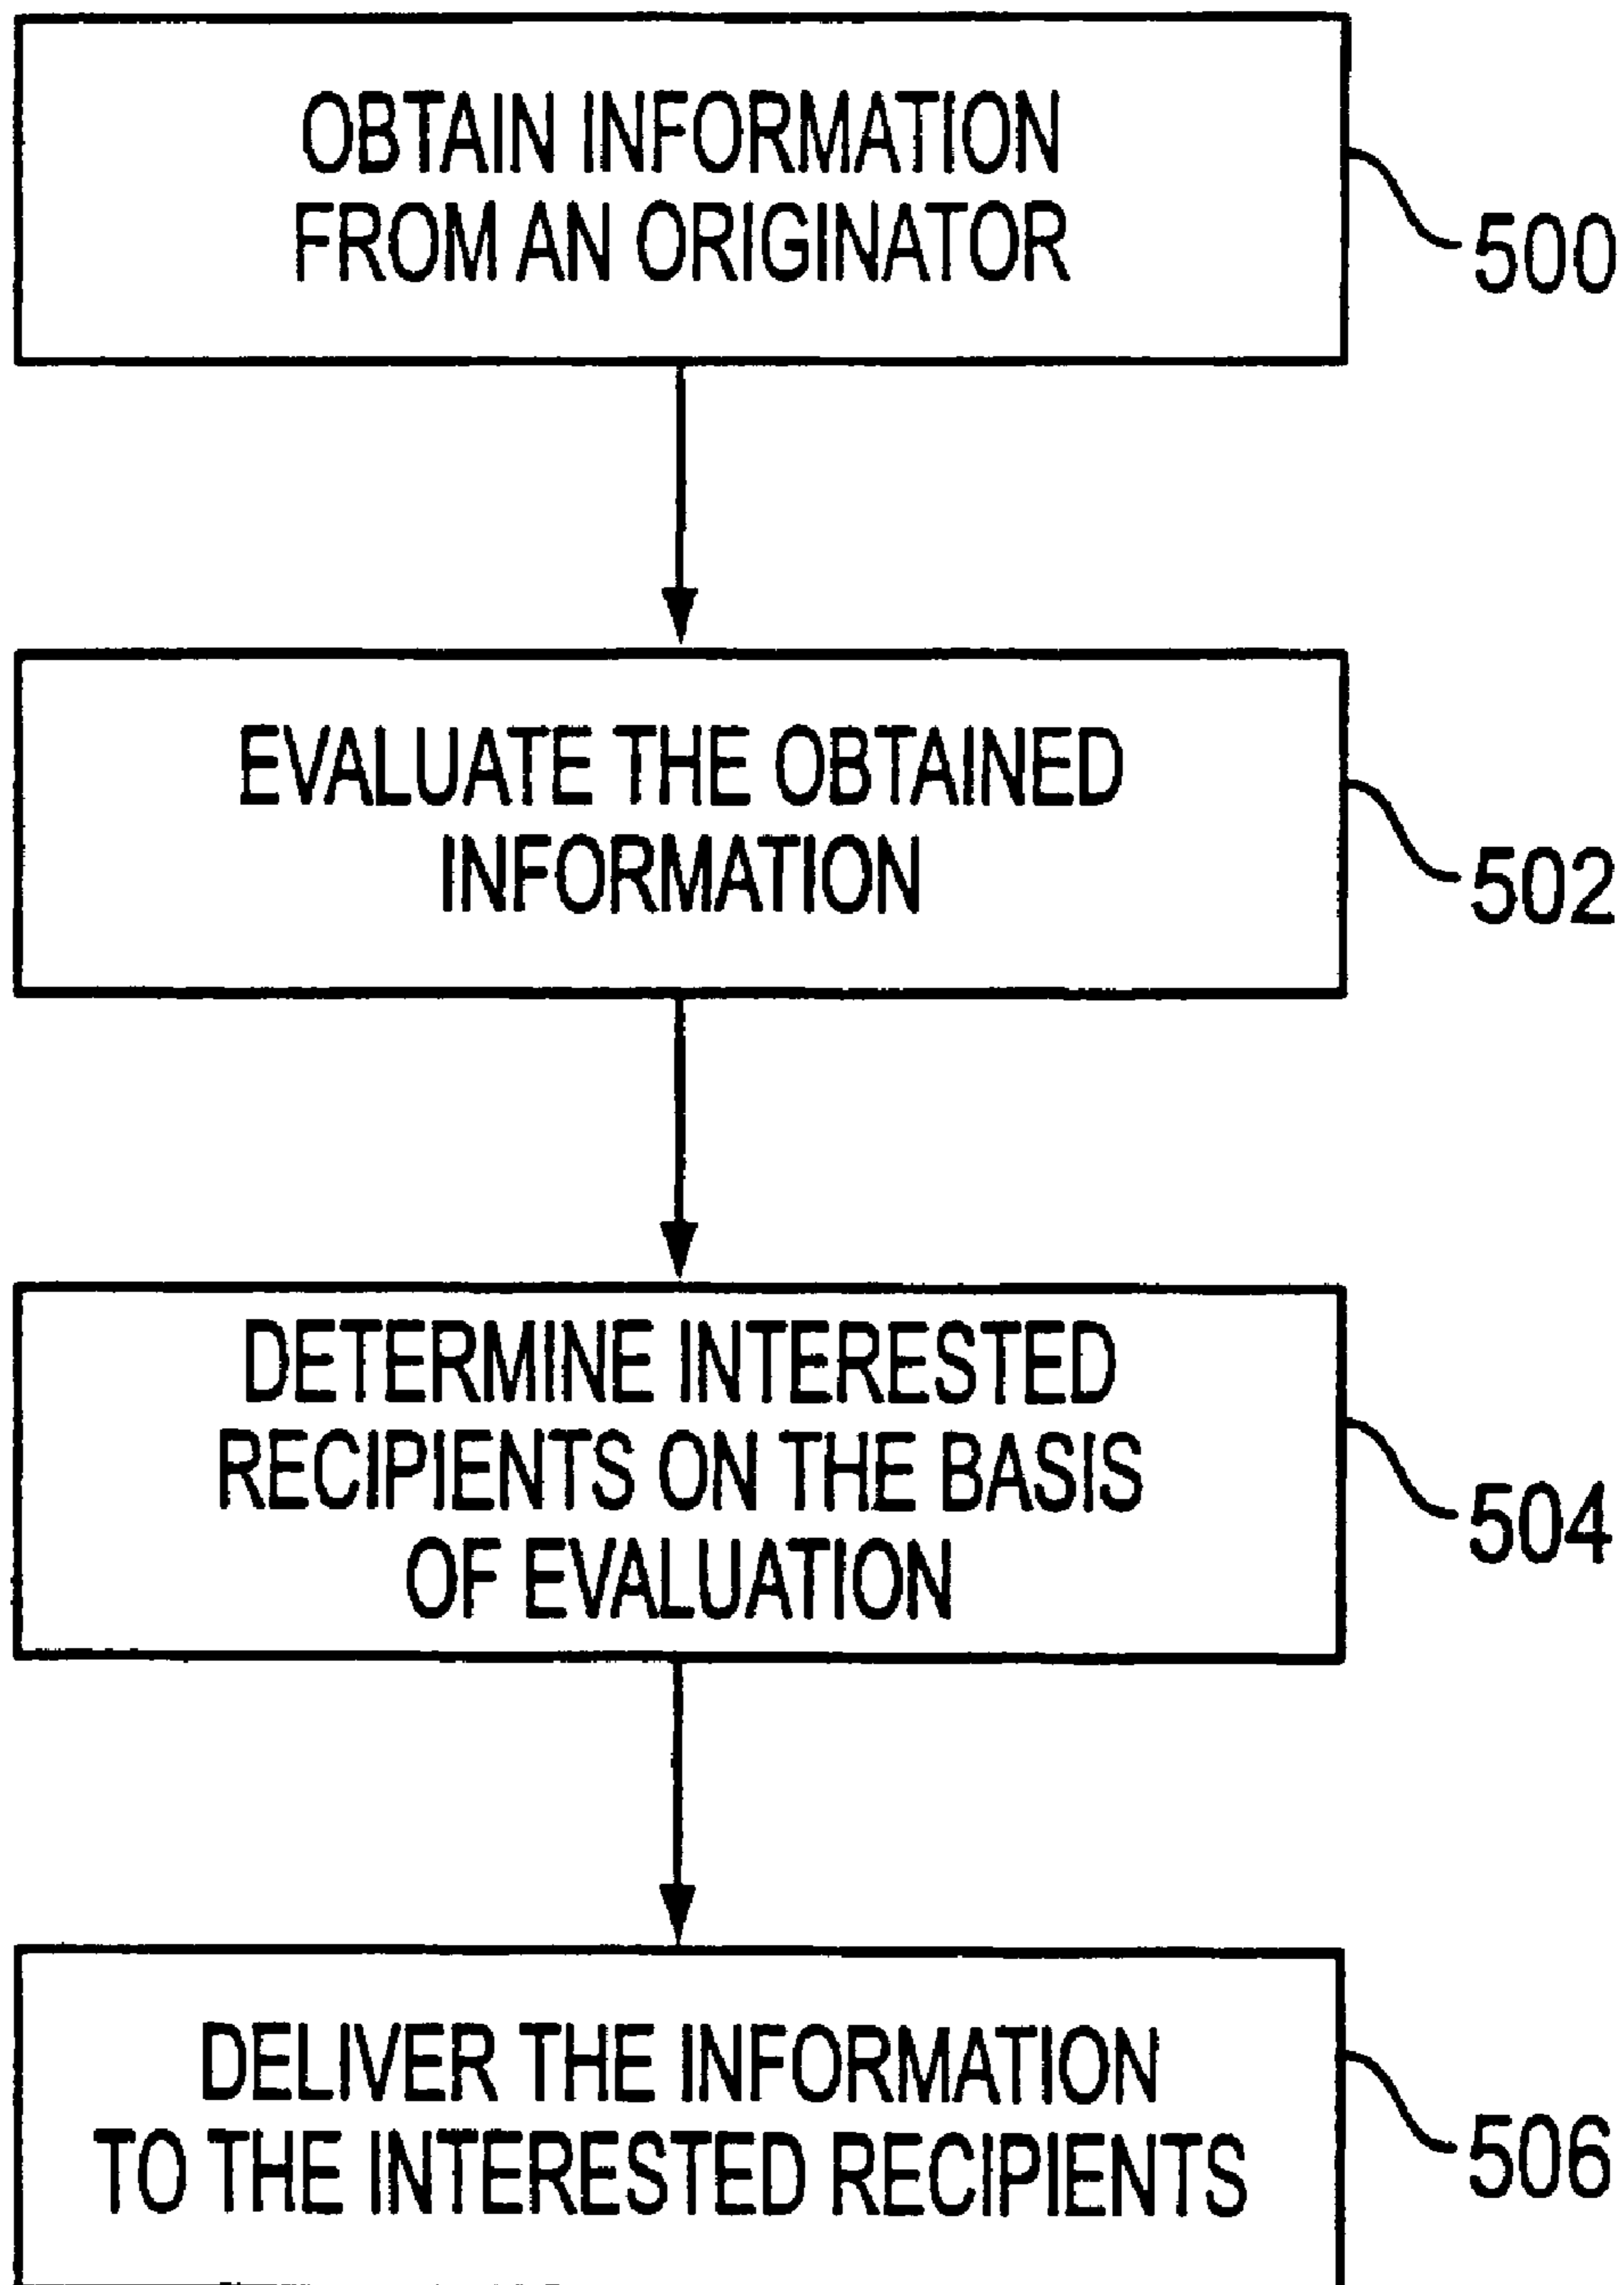 OBTAIN INFORMATION
FROM AN ORIGINATOR
500
EVALUATE THE OBTAINED
INFORMATION
502
DETERMINE INTERESTED
RECIPIENTS ON THE BASIS
OF EVALUATION
504
DELIVER THE INFORMATION
TO THE INTERESTED RECIPIENTS
506